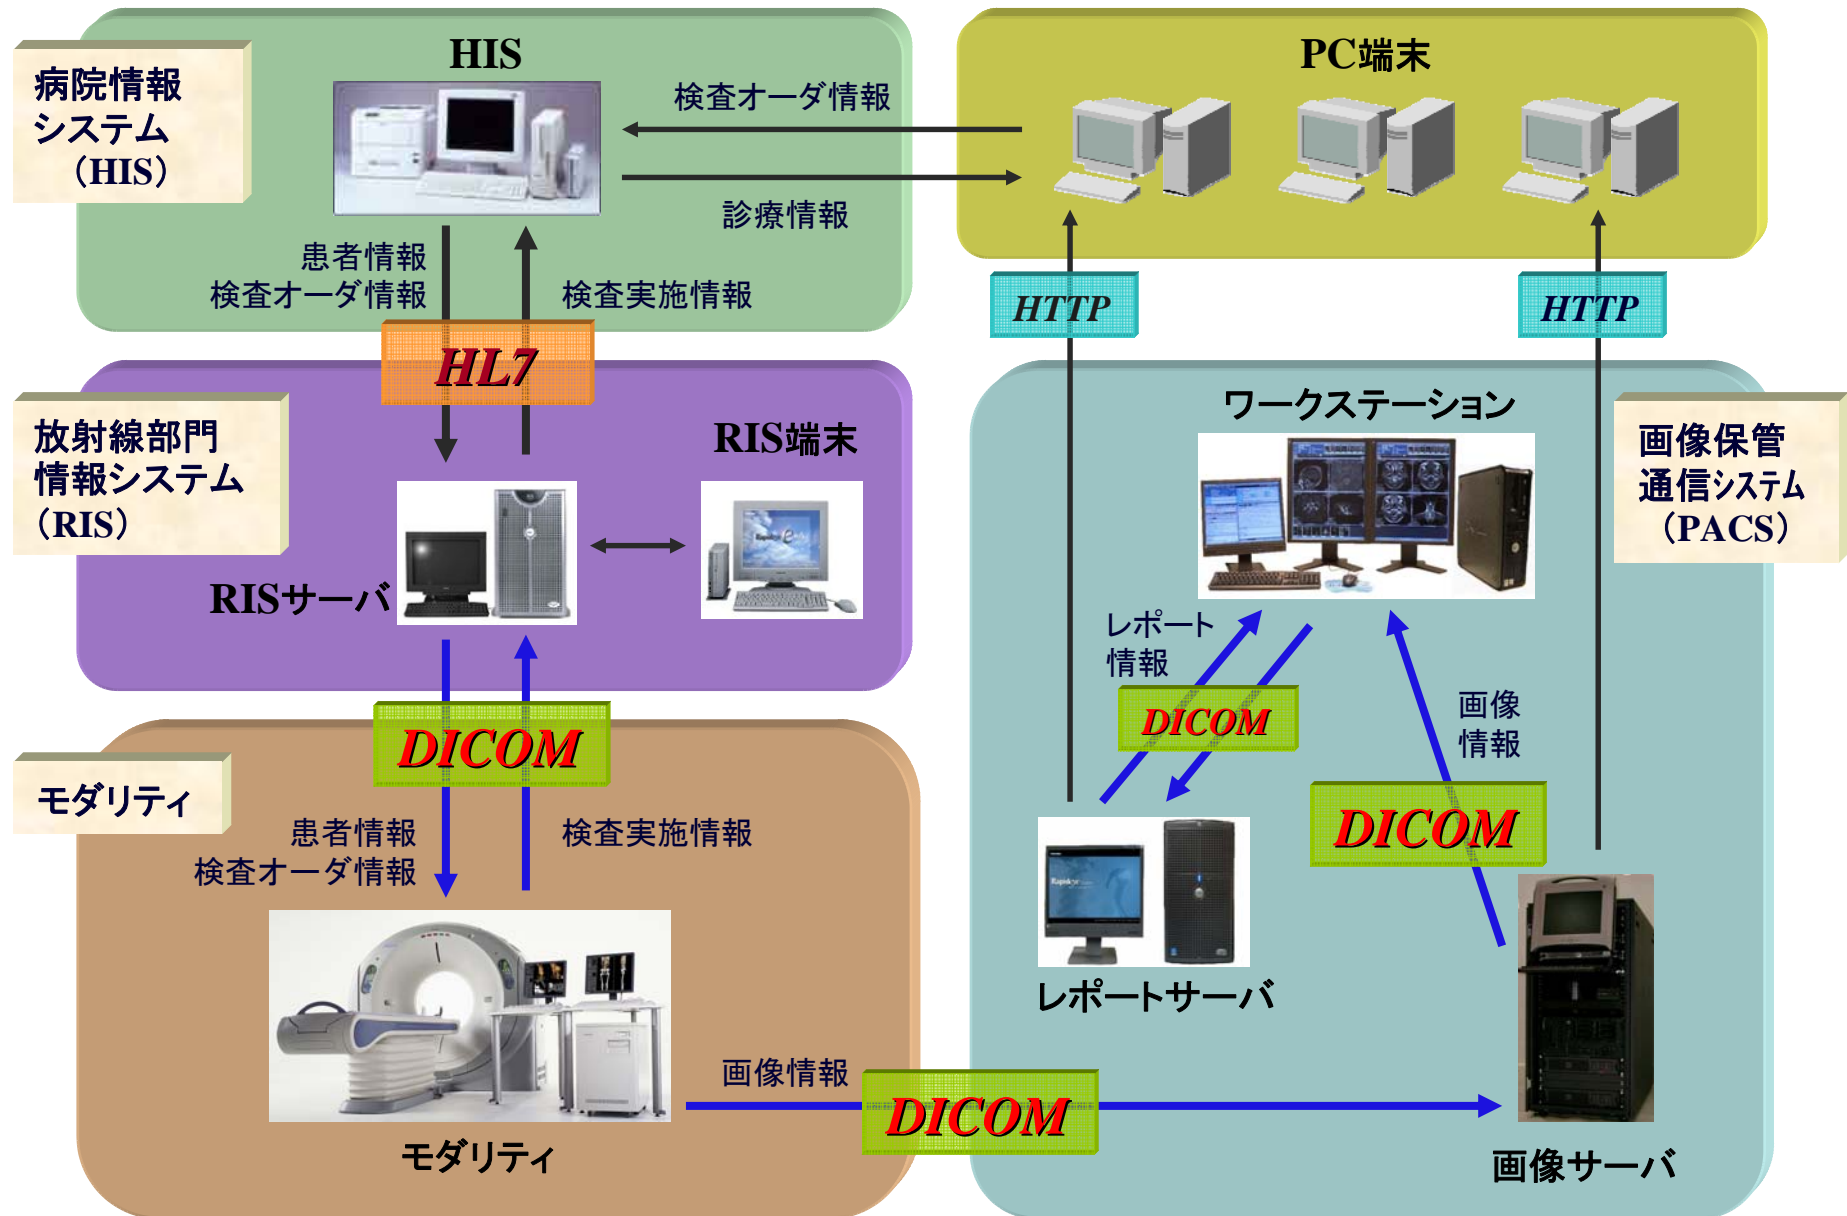 HIS
病院情報
システム
（HIS）
検査オーダ情報
診療情報
PC端末
患者情報
検査オーダ情報
検査実施情報
HL7
HTTP
HTTP
放射線部門
情報システム
（RIS）
RIS端末
RISサーバ
DICOM
モダリティ
患者情報
検査オーダ情報
検査実施情報
モダリティ
画像情報
DICOM
ワークステーション
画像保管
通信システム
（PACS）
レポート
情報
DICOM
画像
情報
DICOM
レポートサーバ
画像サーバ